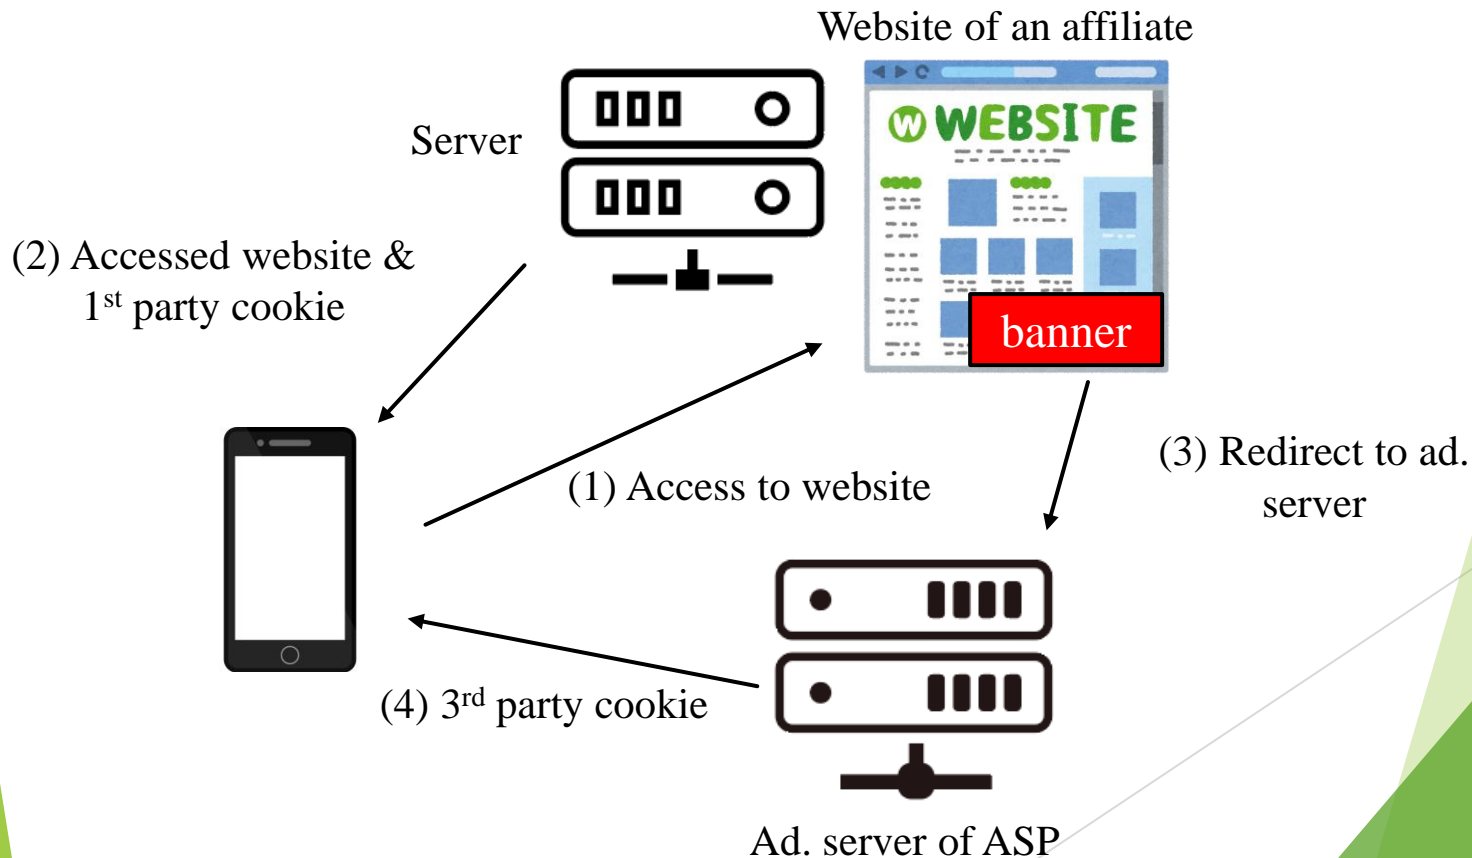 Website of an affiliate
W WEBSITE
Server
(2) Accessed website &
1st party cookie
banner
(3) Redirect to ad.
server
(1) Access to website
(4) 3rd party cookie
Ad. server of ASP